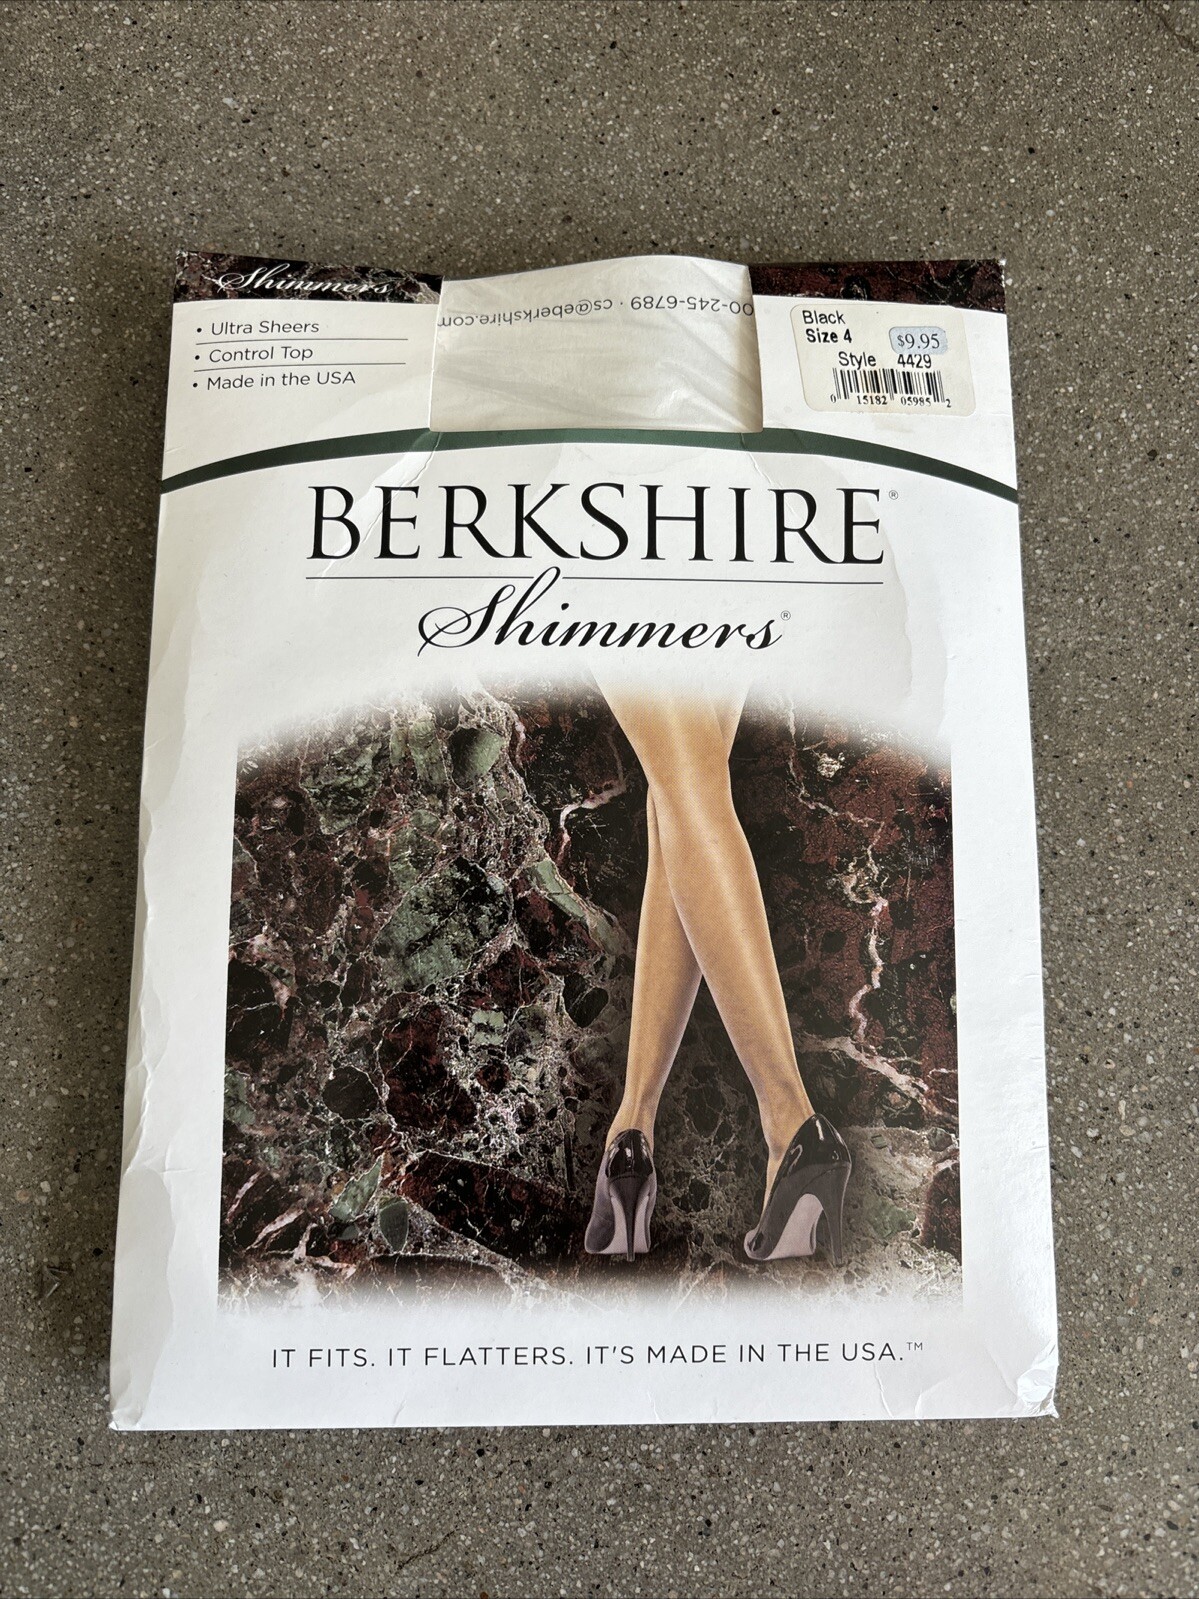 Shimmers
• Ultra Sheers
• Control Top
• Made in the USA
00-245-6789 · cs@eberkshire.com
Black
Size 4
$9.95
Style 4429
0 15182 05985 2
BERKSHIRE®
Shimmers®
IT FITS. IT FLATTERS. IT'S MADE IN THE USA.™